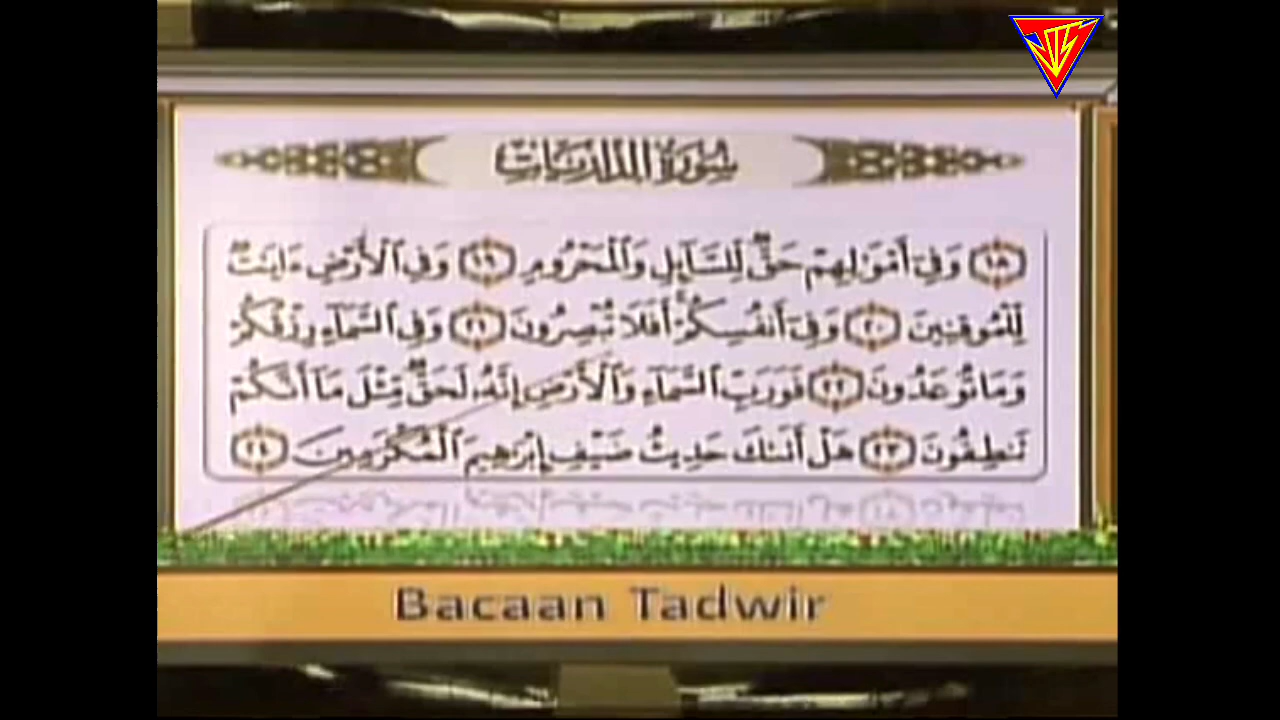 سورة الذاريات
﴿١٨﴾ وَفِىٓ أَمْوَٰلِهِمْ حَقٌّ لِّلسَّآئِلِ وَٱلْمَحْرُومِ ﴿١٩﴾ وَفِى ٱلْأَرْضِ ءَايَٰتٌ
لِّلْمُوقِنِينَ ﴿٢٠﴾ وَفِىٓ أَنفُسِكُمْ أَفَلَا تُبْصِرُونَ ﴿٢١﴾ وَفِى ٱلسَّمَآءِ رِزْقُكُمْ
وَمَا تُوعَدُونَ ﴿٢٢﴾ فَوَرَبِّ ٱلسَّمَآءِ وَٱلْأَرْضِ إِنَّهُۥ لَحَقٌّ مِّثْلَ مَآ أَنَّكُمْ
تَنطِقُونَ ﴿٢٣﴾ هَلْ أَتَىٰكَ حَدِيثُ ضَيْفِ إِبْرَٰهِيمَ ٱلْمُكْرَمِينَ ﴿٢٤﴾
Bacaan Tadwir